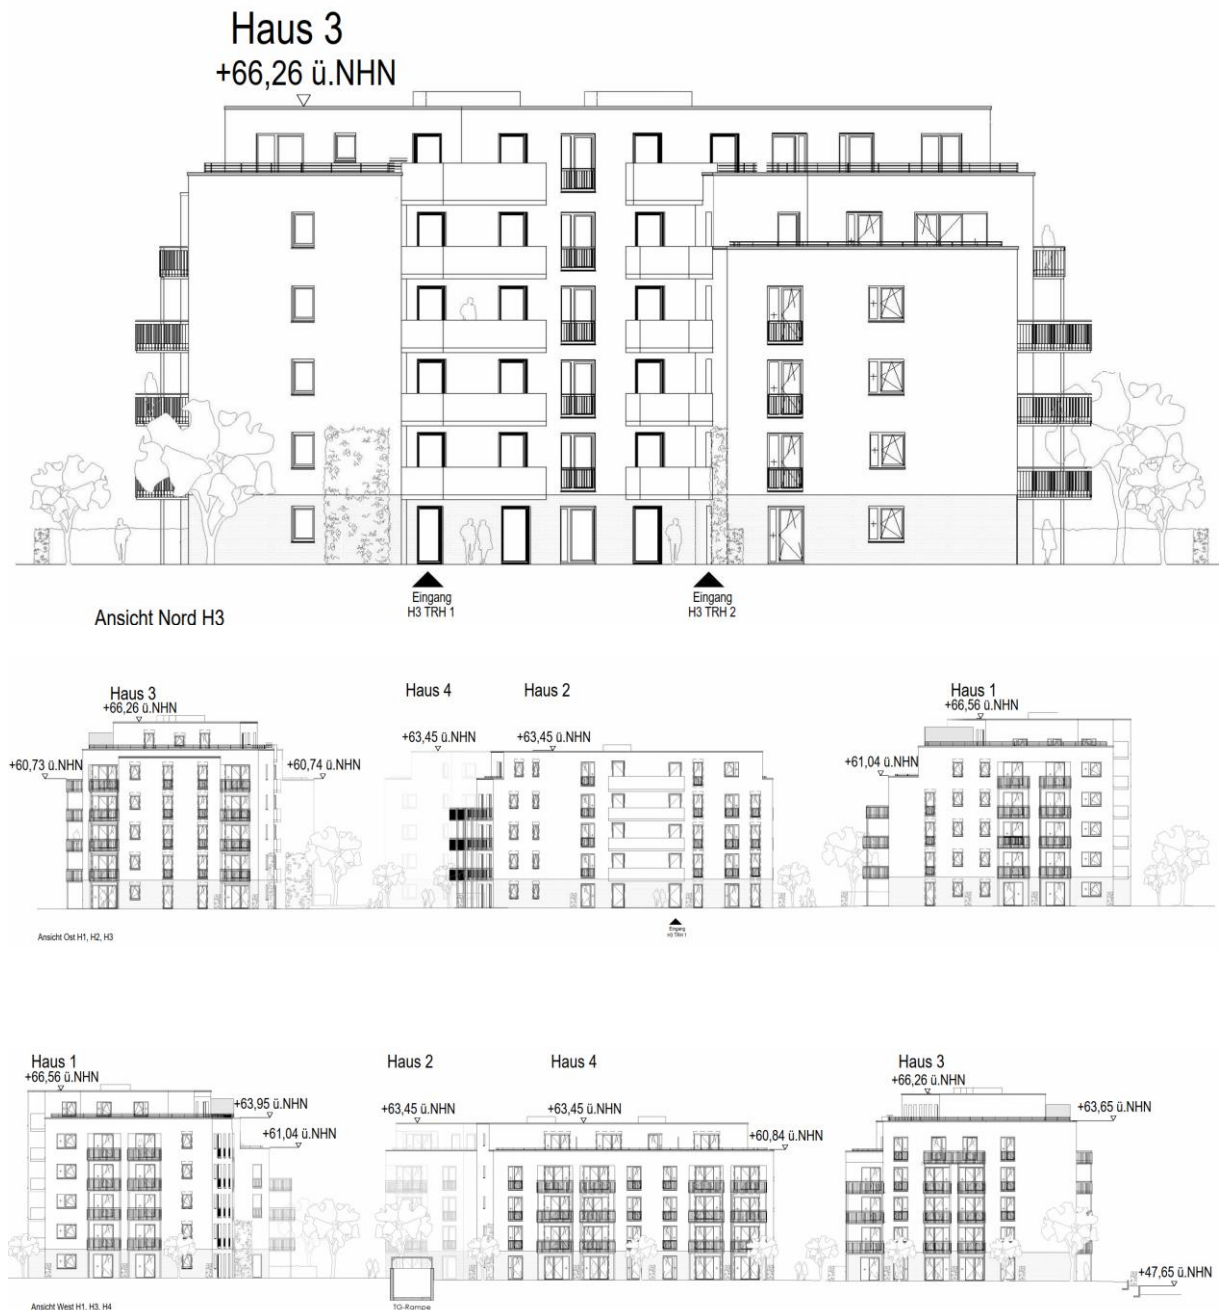 Haus 3
+66,26 ü.NHN
Eingang
H3 TRH 1
Eingang
H3 TRH 2
Ansicht Nord H3
Haus 3
+66,26 ü.NHN
+60,73 ü.NHN
+60,74 ü.NHN
Haus 4
+63,45 ü.NHN
Haus 2
+63,45 ü.NHN
Haus 1
+66,56 ü.NHN
+61,04 ü.NHN
Eingang
H3 TRH 1
Ansicht Ost H1, H2, H3
Haus 1
+66,56 ü.NHN
+63,95 ü.NHN
+61,04 ü.NHN
Haus 2
+63,45 ü.NHN
Haus 4
+63,45 ü.NHN
+60,84 ü.NHN
Haus 3
+66,26 ü.NHN
+63,65 ü.NHN
+47,65 ü.NHN
TG-Rampe
Ansicht West H1, H3, H4